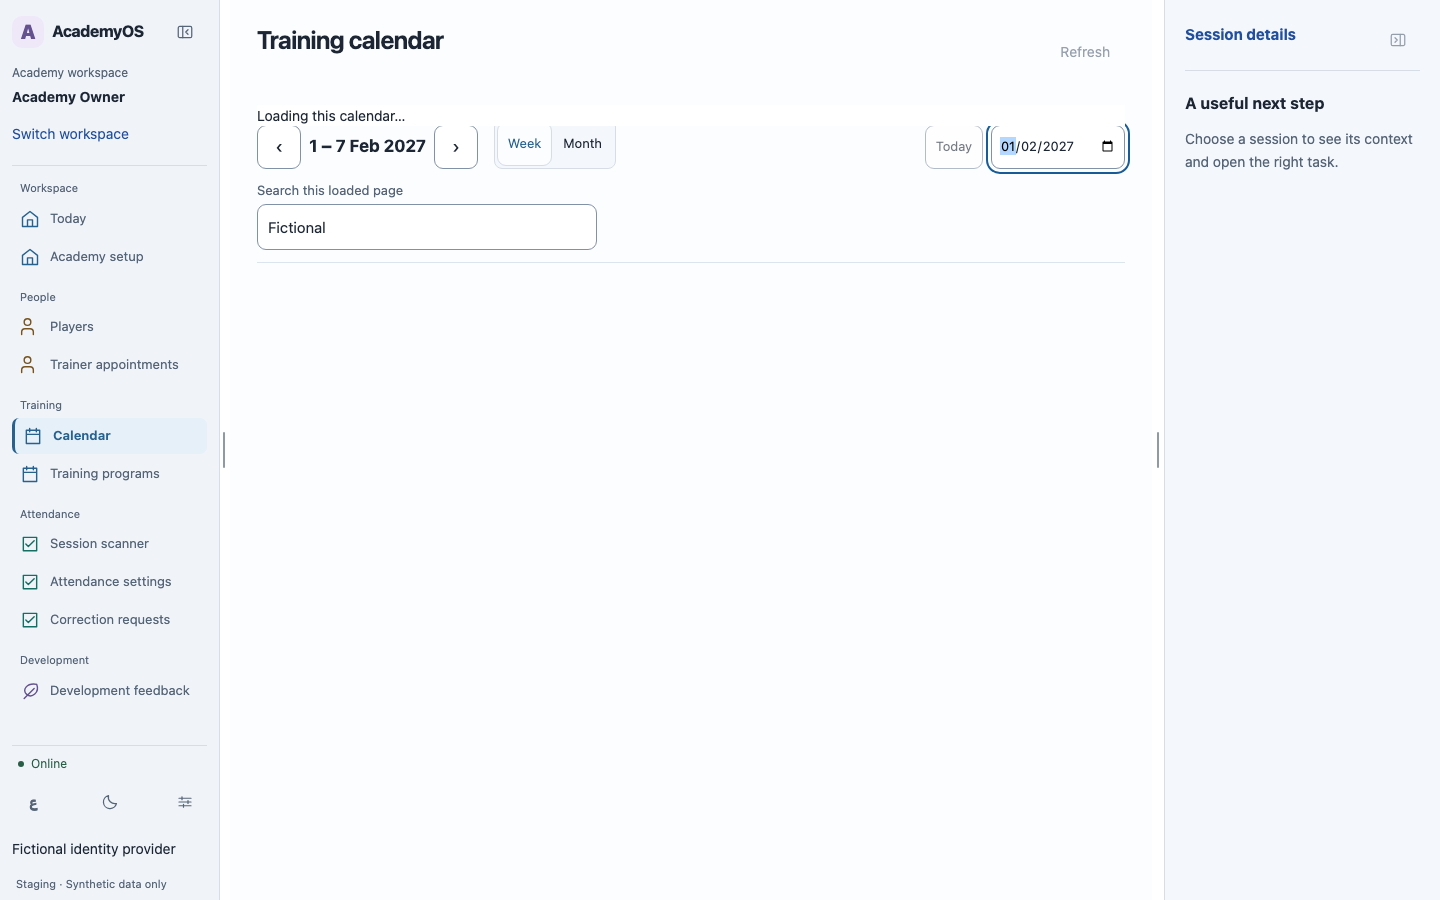 A AcademyOS
Academy workspace
Academy Owner
Switch workspace
Workspace
Today
Academy setup
People
Players
Trainer appointments
Training
Calendar
Training programs
Attendance
Session scanner
Attendance settings
Correction requests
Development
Development feedback
Online
ع
Fictional identity provider
Staging · Synthetic data only
Training calendar
Refresh
Loading this calendar...
‹ 1 – 7 Feb 2027 › Week Month Today 01/02/2027
Search this loaded page
Fictional
Session details
A useful next step
Choose a session to see its context
and open the right task.